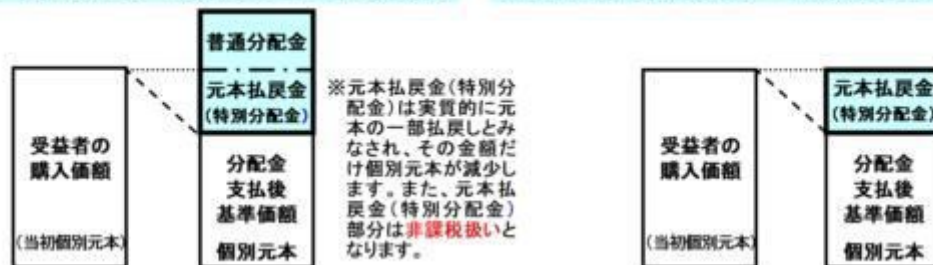 普通分配金
元本払戻金
(特別分配金)
受益者の
購入価額
(当初個別元本)
分配金
支払後
基準価額
個別元本
※元本払戻金(特別分
配金)は実質的に元
本の一部払戻しとみ
なされ、その金額だ
け個別元本が減少し
ます。また、元本払
戻金(特別分配金)
部分は非課税扱いと
なります。
元本払戻金
(特別分配金)
受益者の
購入価額
(当初個別元本)
分配金
支払後
基準価額
個別元本